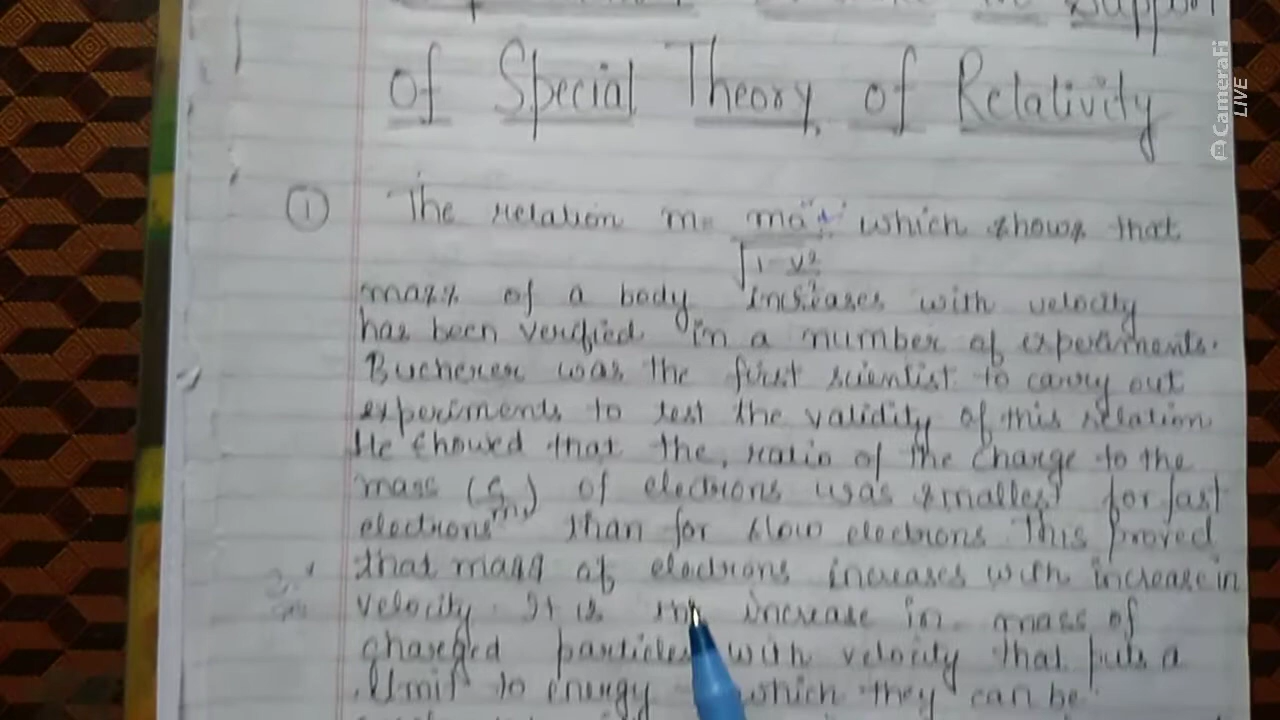 Suppor
of Special Theory of Relativity
① The relation m = mo which shows that
√1-v²
mass of a body increases with velocity
has been verified in a number of experiments.
Bucherer was the first scientist to carry out
experiments to test the validity of this relation
He showed that the ratio of the charge to the
mass (e/m) of electrons was smaller for fast
electrons than for slow electrons This proved
that mass of electrons increases with increase in
velocity. It is the increase in mass of
charged particles with velocity that puts a
limit to energy which they can be
CameraFi
LIVE